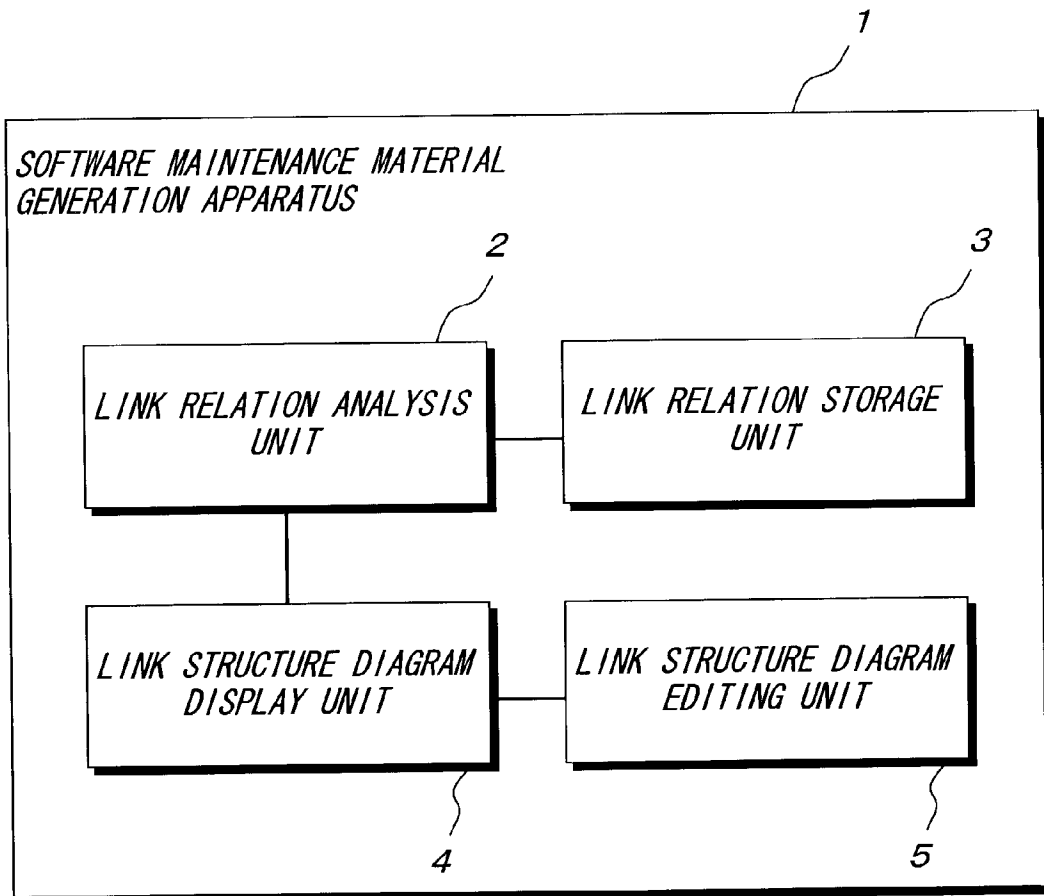 1
SOFTWARE MAINTENANCE MATERIAL
GENERATION APPARATUS
2
3
LINK RELATION ANALYSIS
UNIT
LINK RELATION STORAGE
UNIT
LINK STRUCTURE DIAGRAM
DISPLAY UNIT
LINK STRUCTURE DIAGRAM
EDITING UNIT
4
5